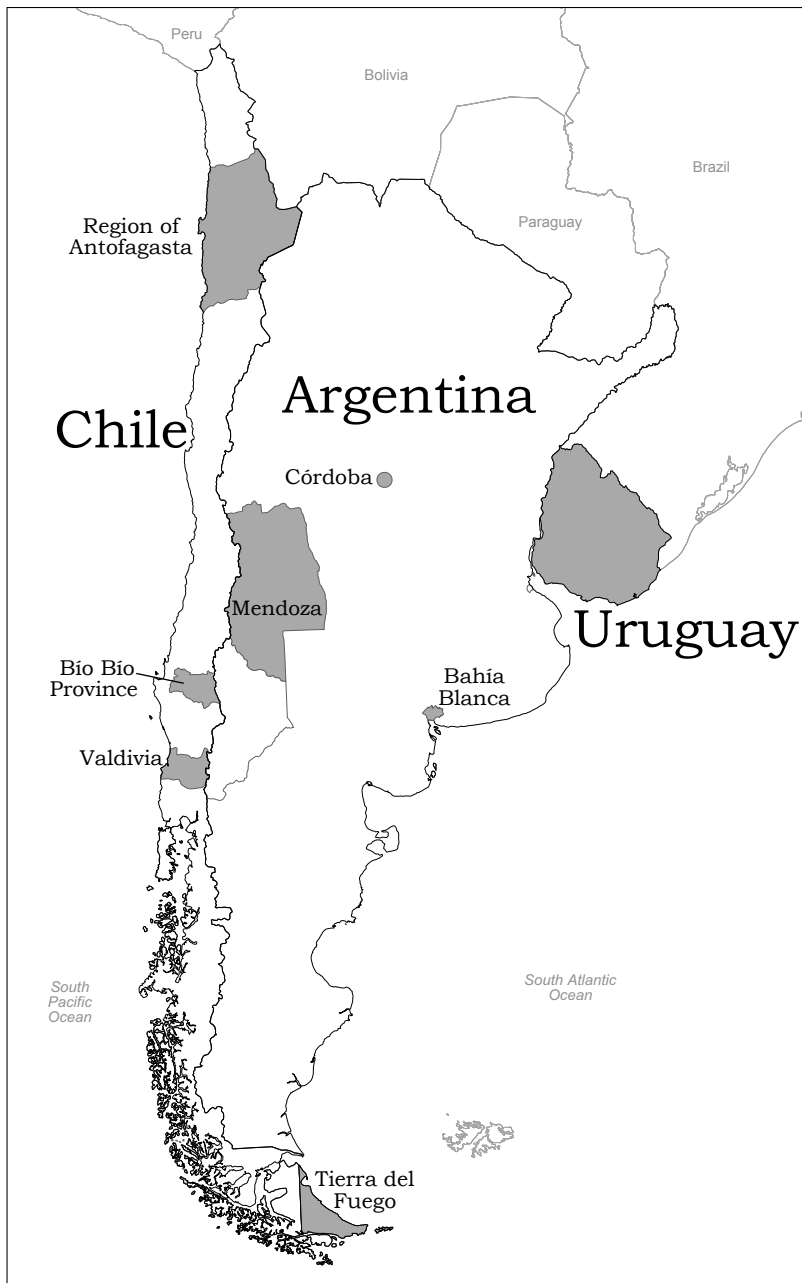 Peru
Bolivia
Brazil
Paraguay
Region of
Antofagasta
Argentina
Chile
Córdoba
Mendoza
Uruguay
Bío Bío
Province
Bahía
Blanca
Valdivia
South
Pacific
Ocean
South Atlantic
Ocean
Tierra del
Fuego